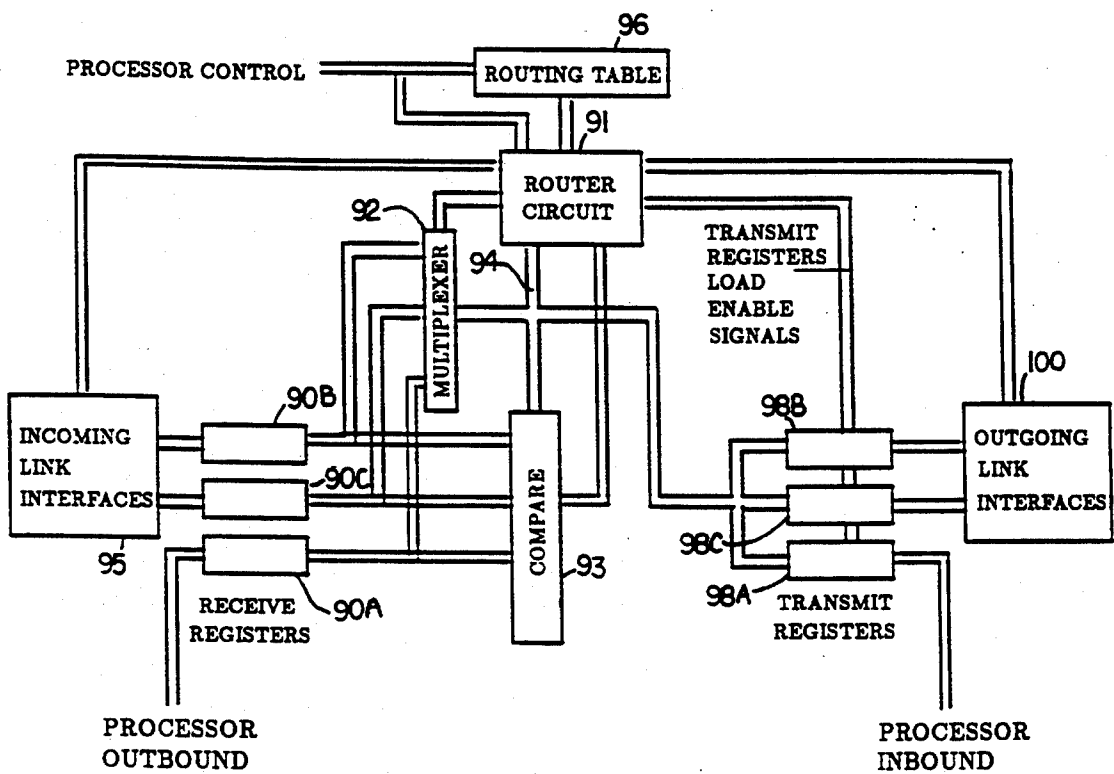 96
PROCESSOR CONTROL
ROUTING TABLE
91
ROUTER
CIRCUIT
92
MULTIPLEXER
94
TRANSMIT
REGISTERS
LOAD
ENABLE
SIGNALS
100
90B
98B
INCOMING
LINK
INTERFACES
OUTGOING
LINK
INTERFACES
90C
COMPARE
98C
95
93
90A
98A
RECEIVE
REGISTERS
TRANSMIT
REGISTERS
PROCESSOR
OUTBOUND
PROCESSOR
INBOUND